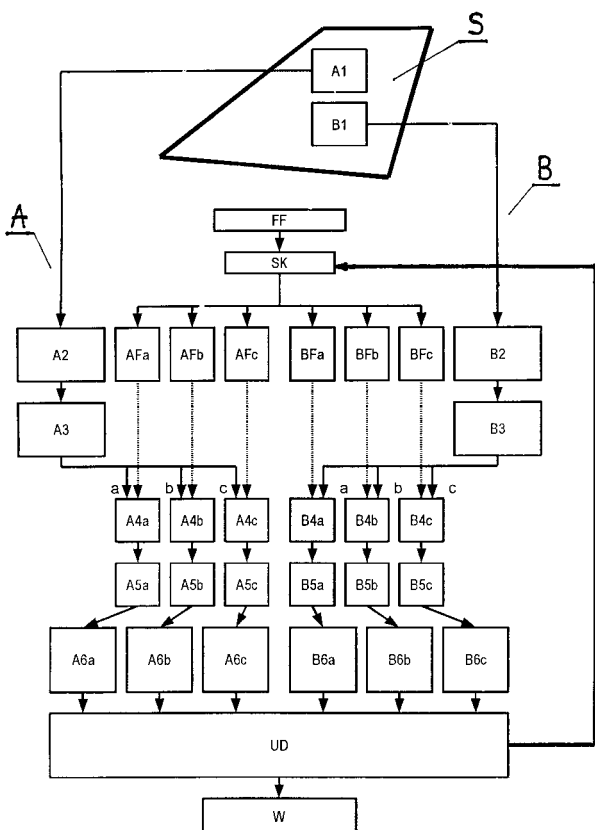 S
A1
B1
B
A
FF
SK
A2 AFa AFb AFc BFa BFb BFc B2
A3 B3
a b c a b c
A4a A4b A4c B4a B4b B4c
A5a A5b A5c B5a B5b B5c
A6a A6b A6c B6a B6b B6c
UD
W